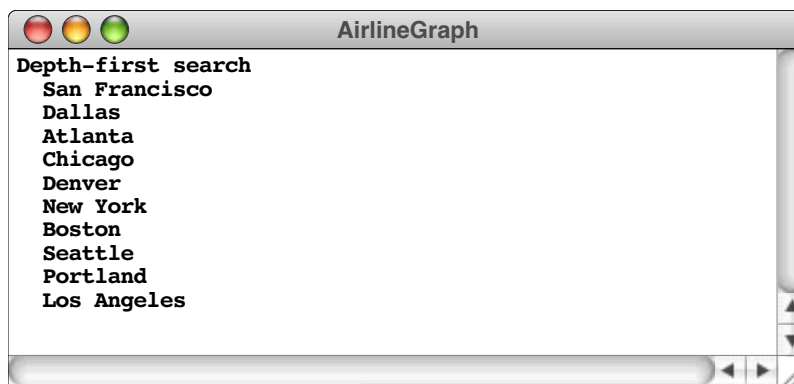 AirlineGraph
Depth-first search
San Francisco
Dallas
Atlanta
Chicago
Denver
New York
Boston
Seattle
Portland
Los Angeles